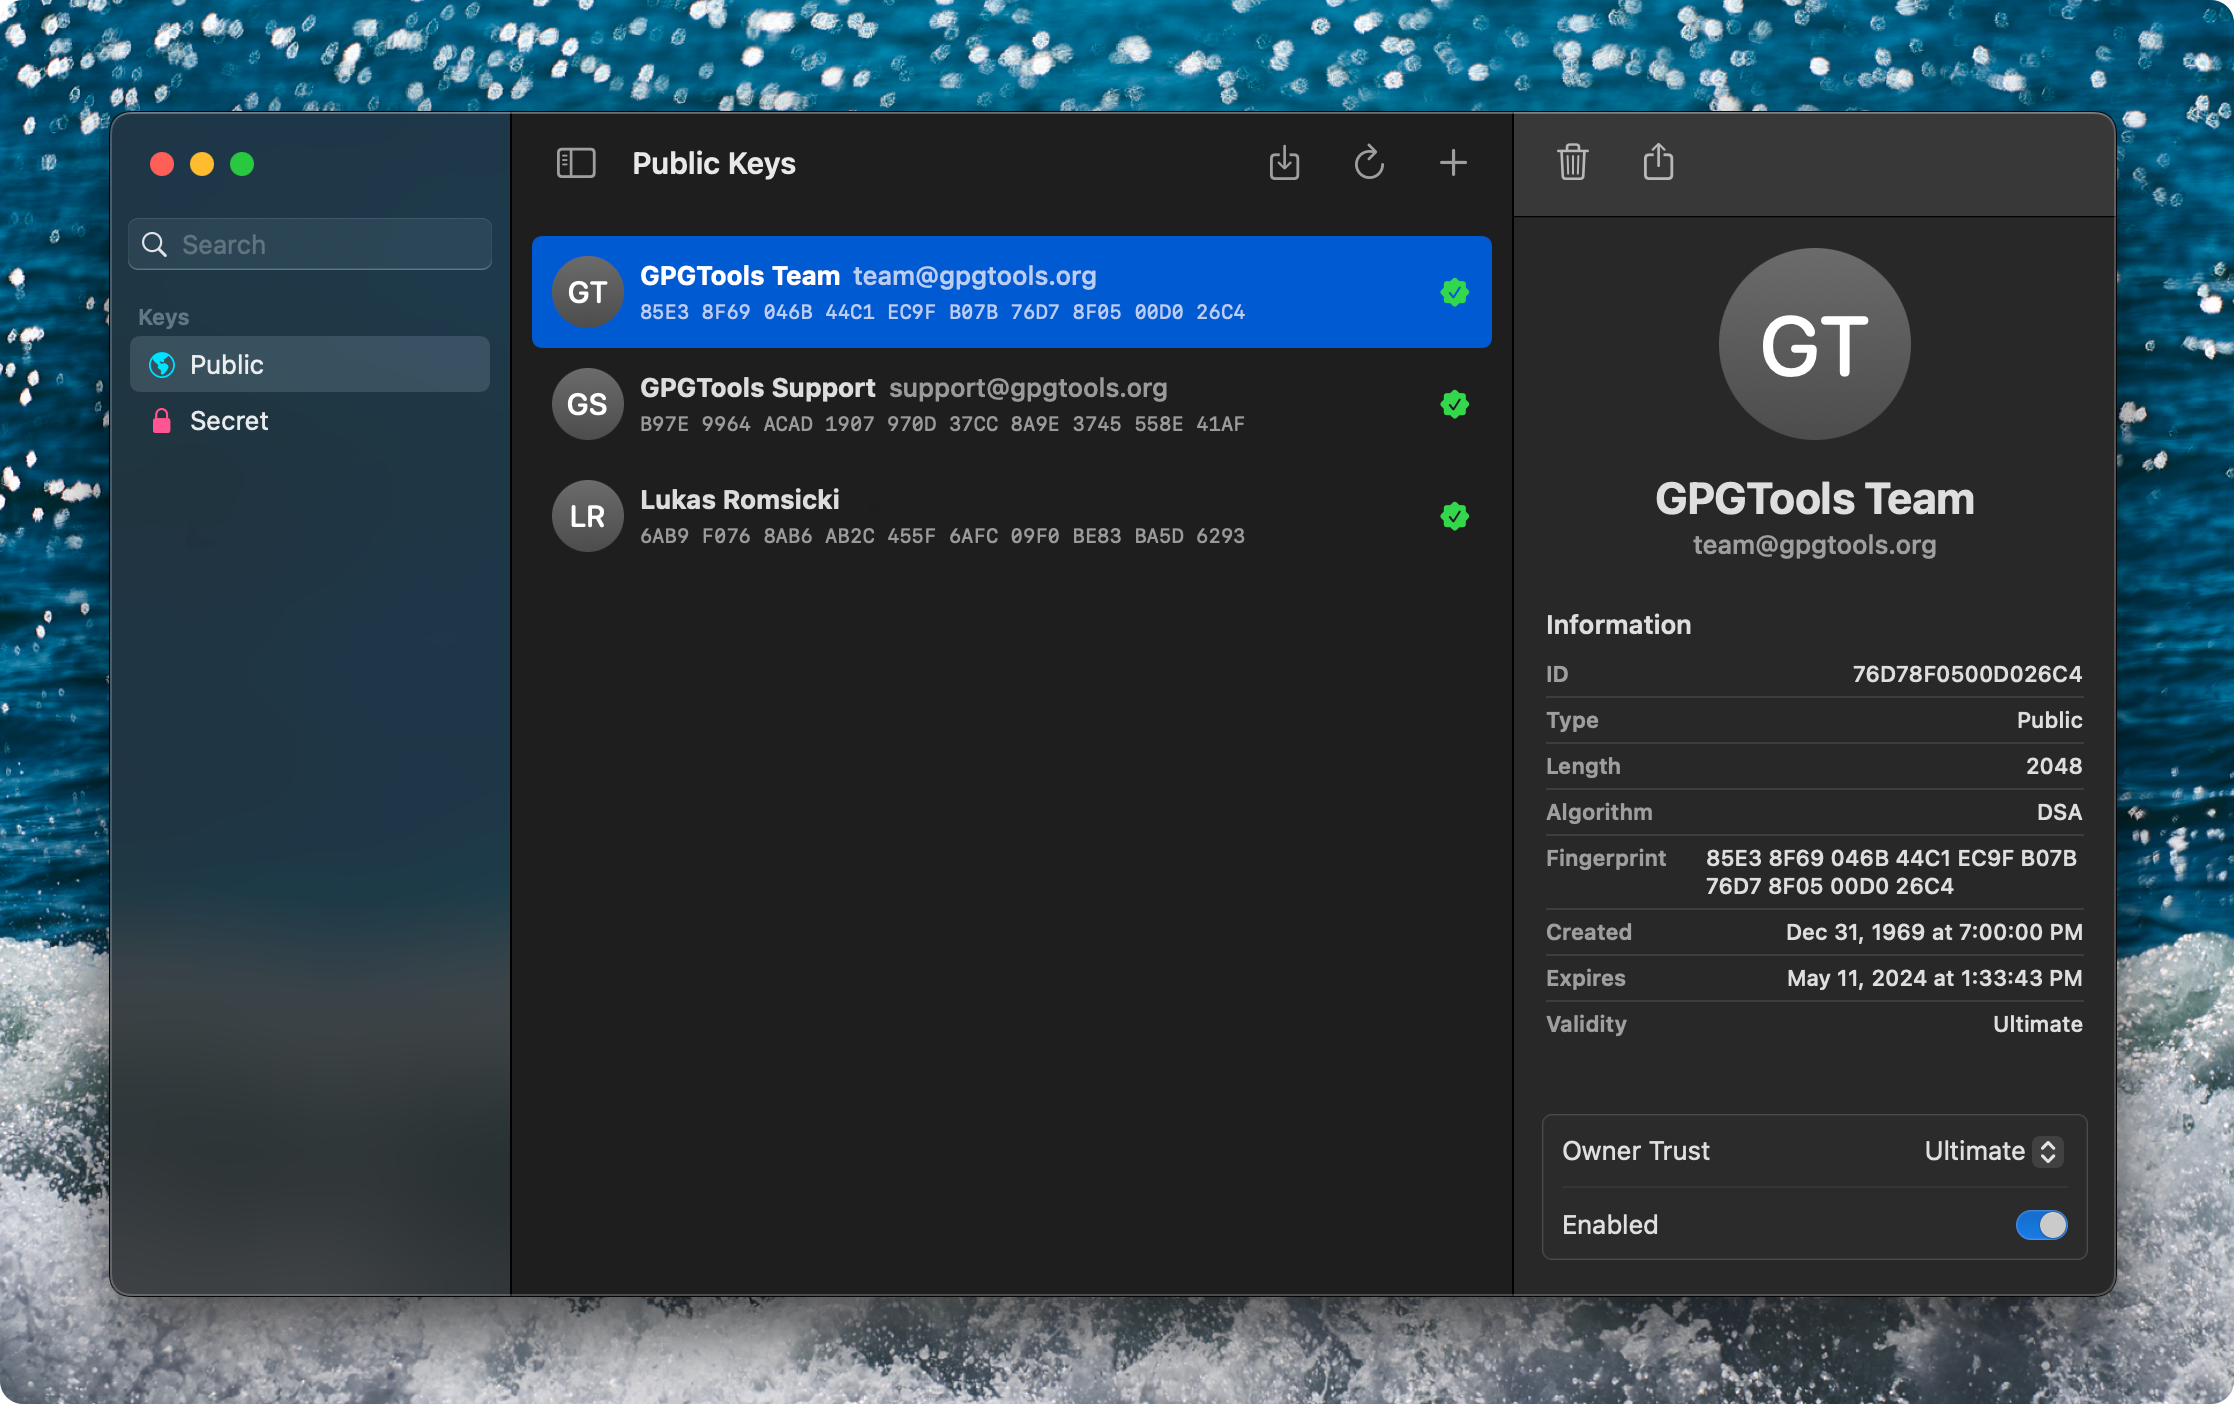 Search
Keys
Public
Secret
Public Keys
GT
GPGTools Team team@gpgtools.org
85E3 8F69 046B 44C1 EC9F B07B 76D7 8F05 00D0 26C4
GS
GPGTools Support support@gpgtools.org
B97E 9964 ACAD 1907 970D 37CC 8A9E 3745 558E 41AF
LR
Lukas Romsicki
6AB9 F076 8AB6 AB2C 455F 6AFC 09F0 BE83 BA5D 6293
GT
GPGTools Team
team@gpgtools.org
Information
ID 76D78F0500D026C4
Type Public
Length 2048
Algorithm DSA
Fingerprint 85E3 8F69 046B 44C1 EC9F B07B
76D7 8F05 00D0 26C4
Created Dec 31, 1969 at 7:00:00 PM
Expires May 11, 2024 at 1:33:43 PM
Validity Ultimate
Owner Trust Ultimate
Enabled